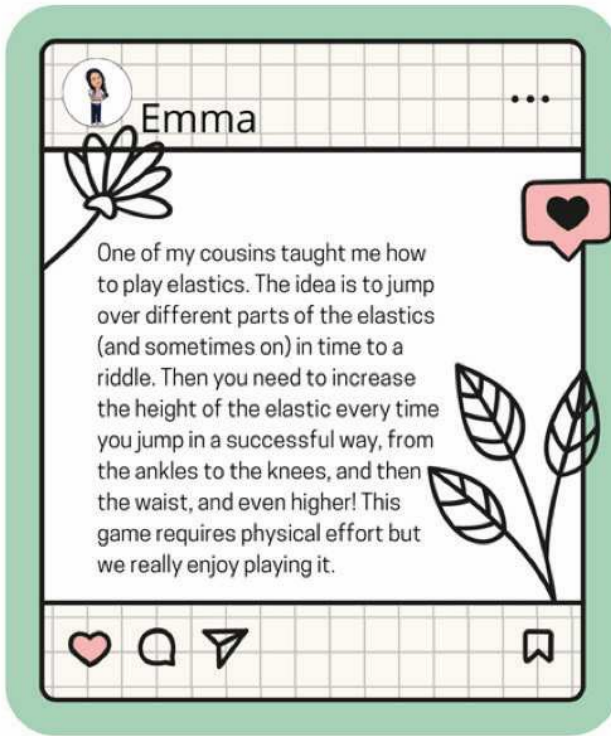 Emma
One of my cousins taught me how
to play elastics. The idea is to jump
over different parts of the elastics
(and sometimes on) in time to a
riddle. Then you need to increase
the height of the elastic every time
you jump in a successful way, from
the ankles to the knees, and then
the waist, and even higher! This
game requires physical effort but
we really enjoy playing it.